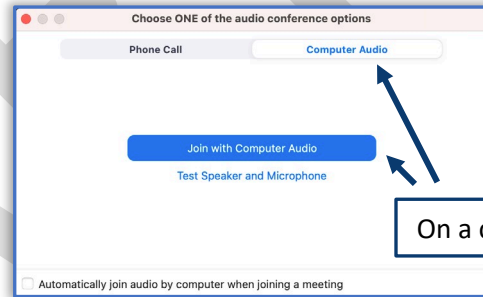 Choose ONE of the audio conference options
Phone Call Computer Audio
Join with Computer Audio
Test Speaker and Microphone
On a
Automatically join audio by computer when joining a meeting